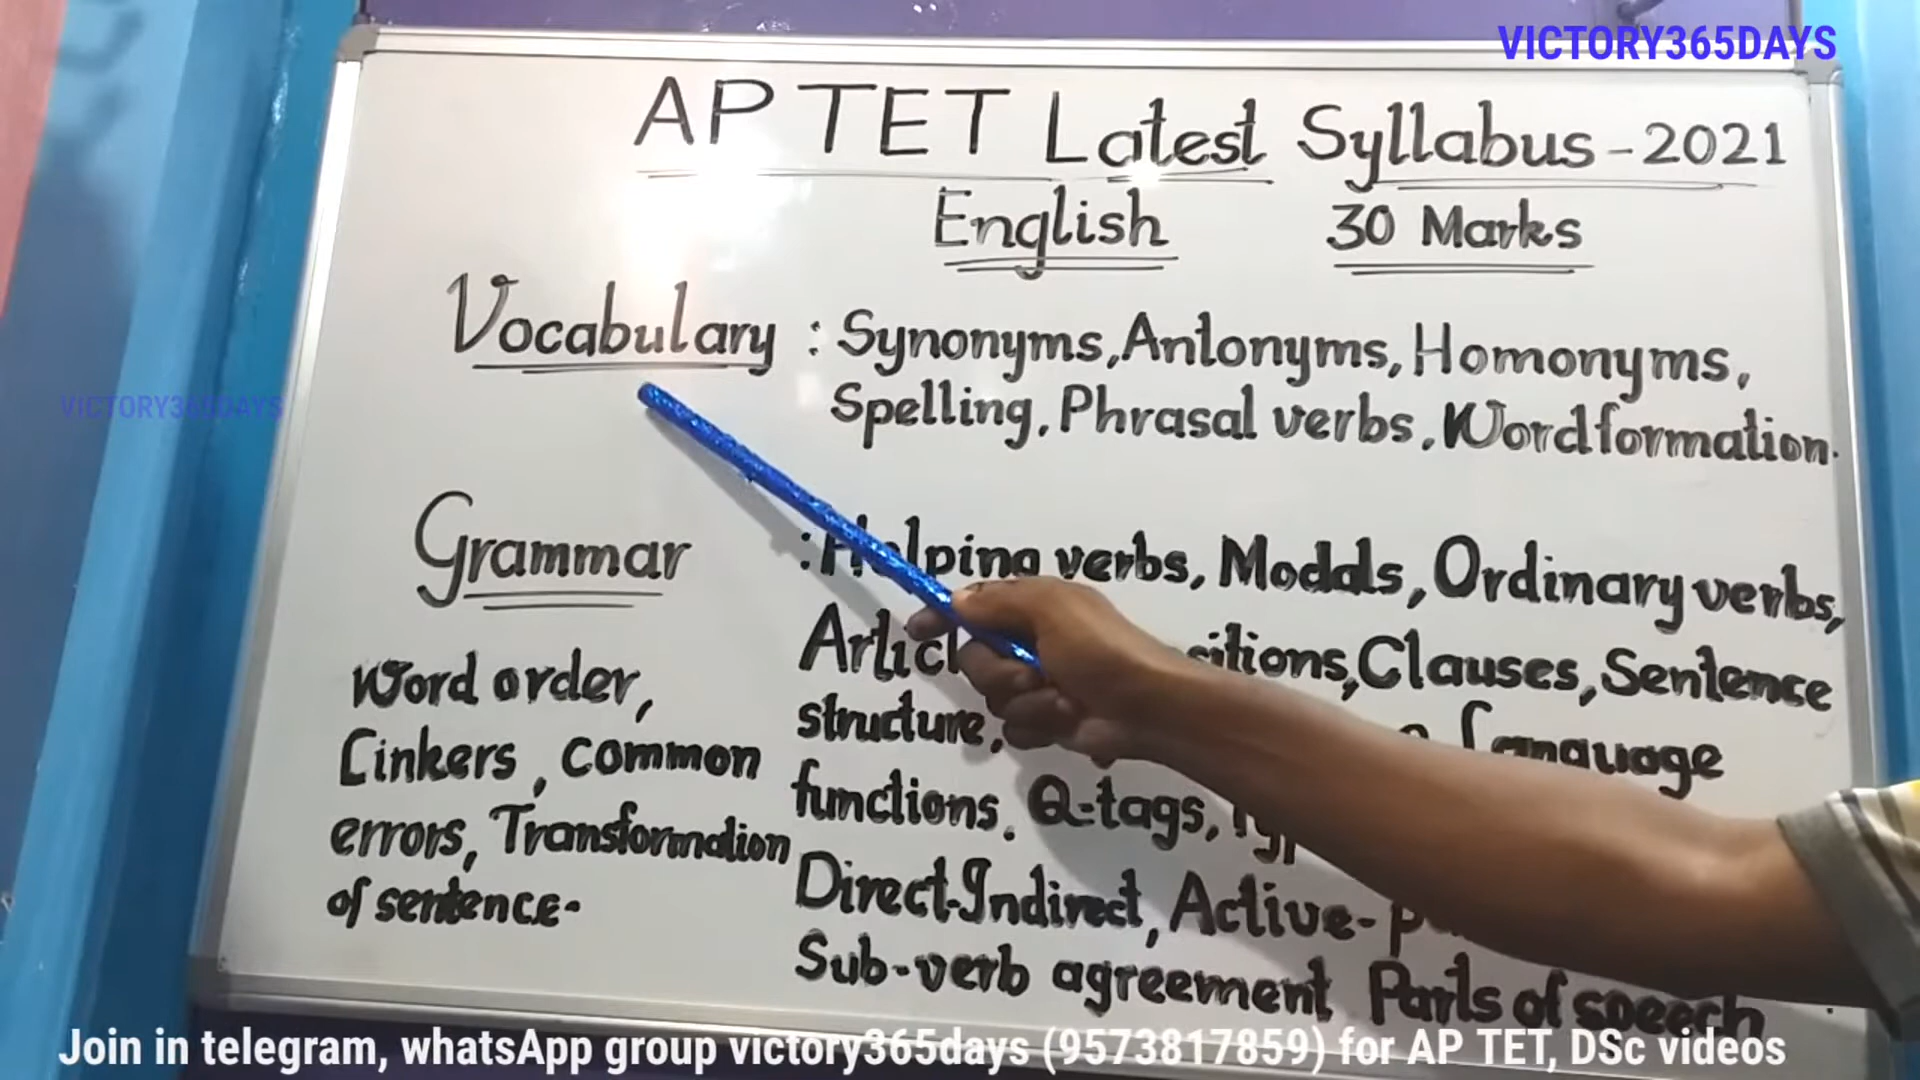 VICTORY365DAYS
AP TET Latest Syllabus - 2021
English 30 Marks
Vocabulary : Synonyms, Antonyms, Homonyms,
Spelling, Phrasal verbs, Word formation.
VICTORY365DAYS
Grammar : Helping verbs, Modals, Ordinary verbs,
Clauses, Sentence
structure, Language
functions, Q-tags,
Direct-Indirect, Active-
Sub-verb agreement Parts of speech
Word order,
Linkers, common
errors, Transformation
of sentence.
Join in telegram, whatsApp group victory365days (9573817859) for AP TET, DSc videos